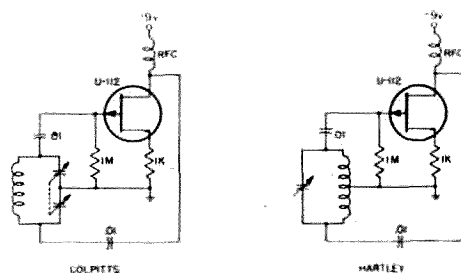 -9v
RFC
U-112
.01
1M
1K
.01
COLPITTS
-9v
RFC
U-112
.01
1M
1K
.01
HARTLEY